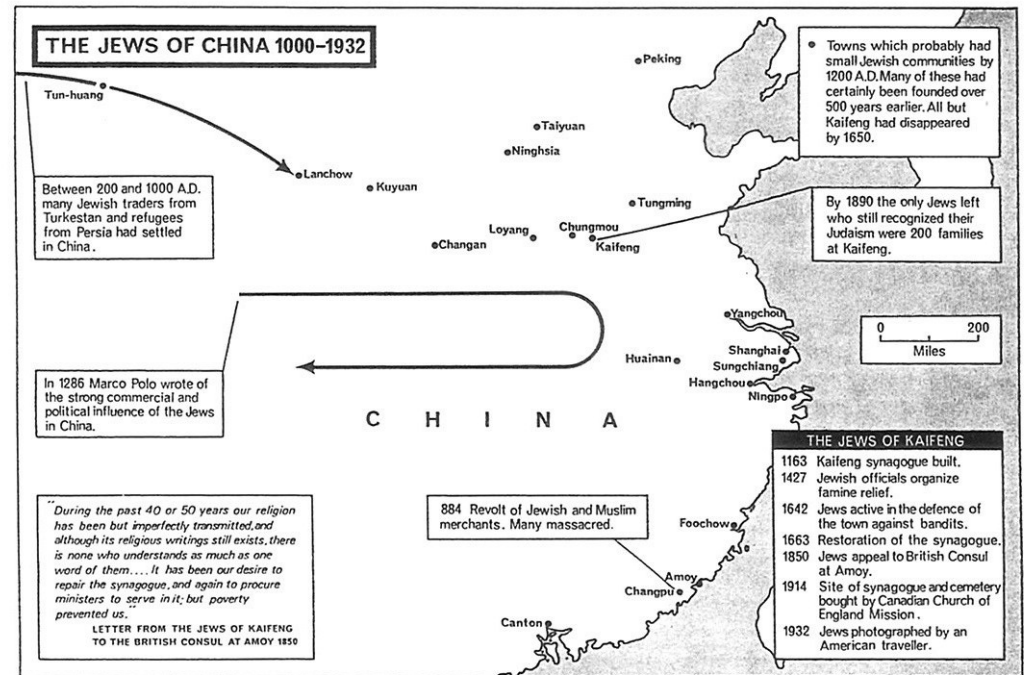 THE JEWS OF CHINA 1000–1932
Peking
• Towns which probably had
small Jewish communities by
1200 A.D. Many of these had
certainly been founded over
500 years earlier. All but
Kaifeng had disappeared
by 1650.
Tun-huang
Taiyuan
Ninghsia
Lanchow
Kuyuan
Between 200 and 1000 A.D.
many Jewish traders from
Turkestan and refugees
from Persia had settled
in China.
Tungming
By 1890 the only Jews left
who still recognized their
Judaism were 200 families
at Kaifeng.
Loyang
Chungmou
Changan
Kaifeng
Yangchou
0 200
Miles
Shanghai
Huainan
Sungchiang
Hangchou
Ningpo
In 1286 Marco Polo wrote of
the strong commercial and
political influence of the Jews
in China.
CHINA
THE JEWS OF KAIFENG
1163 Kaifeng synagogue built.
1427 Jewish officials organize
famine relief.
1642 Jews active in the defence of
the town against bandits.
1663 Restoration of the synagogue.
1850 Jews appeal to British Consul
at Amoy.
1914 Site of synagogue and cemetery
bought by Canadian Church of
England Mission.
1932 Jews photographed by an
American traveller.
"During the past 40 or 50 years our religion
has been but imperfectly transmitted, and
although its religious writings still exists, there
is none who understands as much as one
word of them.... It has been our desire to
repair the synagogue, and again to procure
ministers to serve in it; but poverty
prevented us."
LETTER FROM THE JEWS OF KAIFENG
TO THE BRITISH CONSUL AT AMOY 1850
884 Revolt of Jewish and Muslim
merchants. Many massacred.
Foochow
Amoy
Changpu
Canton